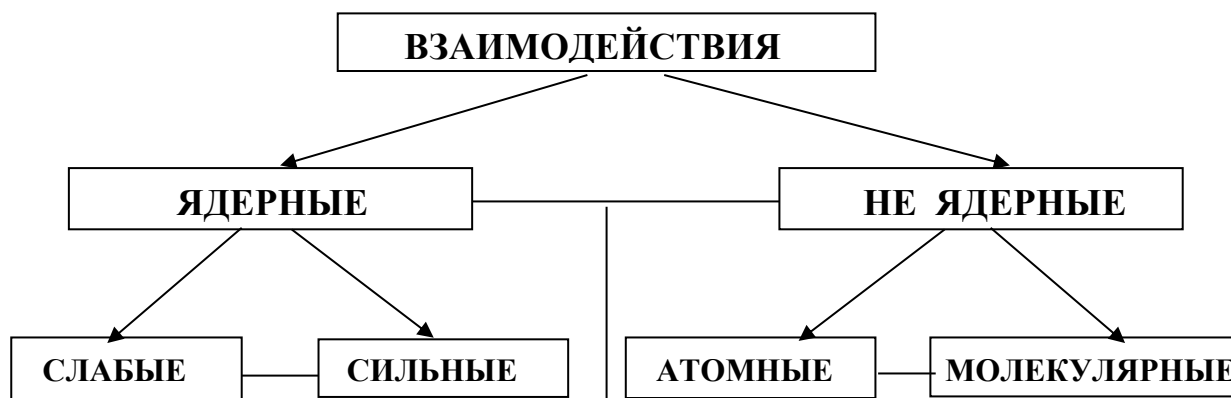 ВЗАИМОДЕЙСТВИЯ
ЯДЕРНЫЕ
НЕ ЯДЕРНЫЕ
СЛАБЫЕ
СИЛЬНЫЕ
АТОМНЫЕ
МОЛЕКУЛЯРНЫЕ